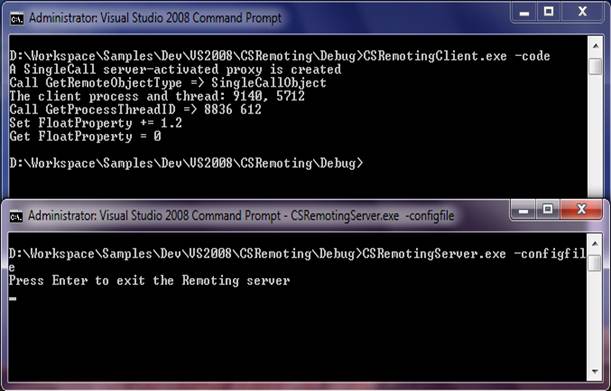 Administrator: Visual Studio 2008 Command Prompt
D:\Workspace\Samples\Dev\VS2008\CSRemoting\Debug>CSRemotingClient.exe -code
A SingleCall server-activated proxy is created
Call GetRemoteObjectType => SingleCallObject
The client process and thread: 9140, 5712
Call GetProcessThreadID => 8836 612
Set FloatProperty += 1.2
Get FloatProperty = 0
D:\Workspace\Samples\Dev\VS2008\CSRemoting\Debug>
Administrator: Visual Studio 2008 Command Prompt - CSRemotingServer.exe -configfile
D:\Workspace\Samples\Dev\VS2008\CSRemoting\Debug>CSRemotingServer.exe -configfil
e
Press Enter to exit the Remoting server